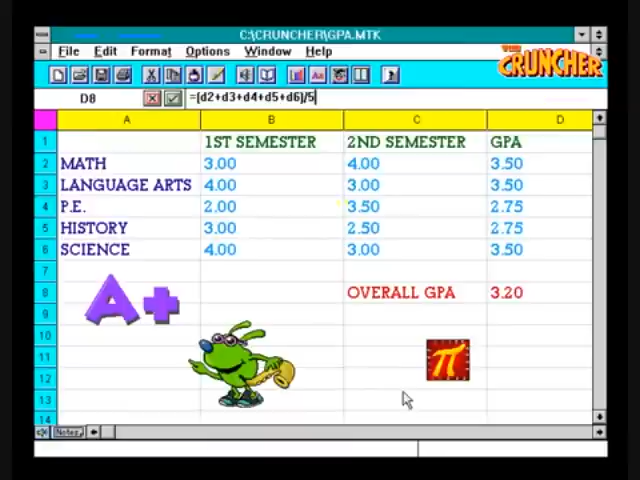 C:\CRUNCHER\GPA.MTK
File Edit Format Options Window Help
THE CRUNCHER
D8 =(d2+d3+d4+d5+d6)/5
A B C D
1 1ST SEMESTER 2ND SEMESTER GPA
2 MATH 3.00 4.00 3.50
3 LANGUAGE ARTS 4.00 3.00 3.50
4 P.E. 2.00 3.50 2.75
5 HISTORY 3.00 2.50 2.75
6 SCIENCE 4.00 3.00 3.50
7
8 OVERALL GPA 3.20
9 A+
10
11 π
12
13
14
Notes